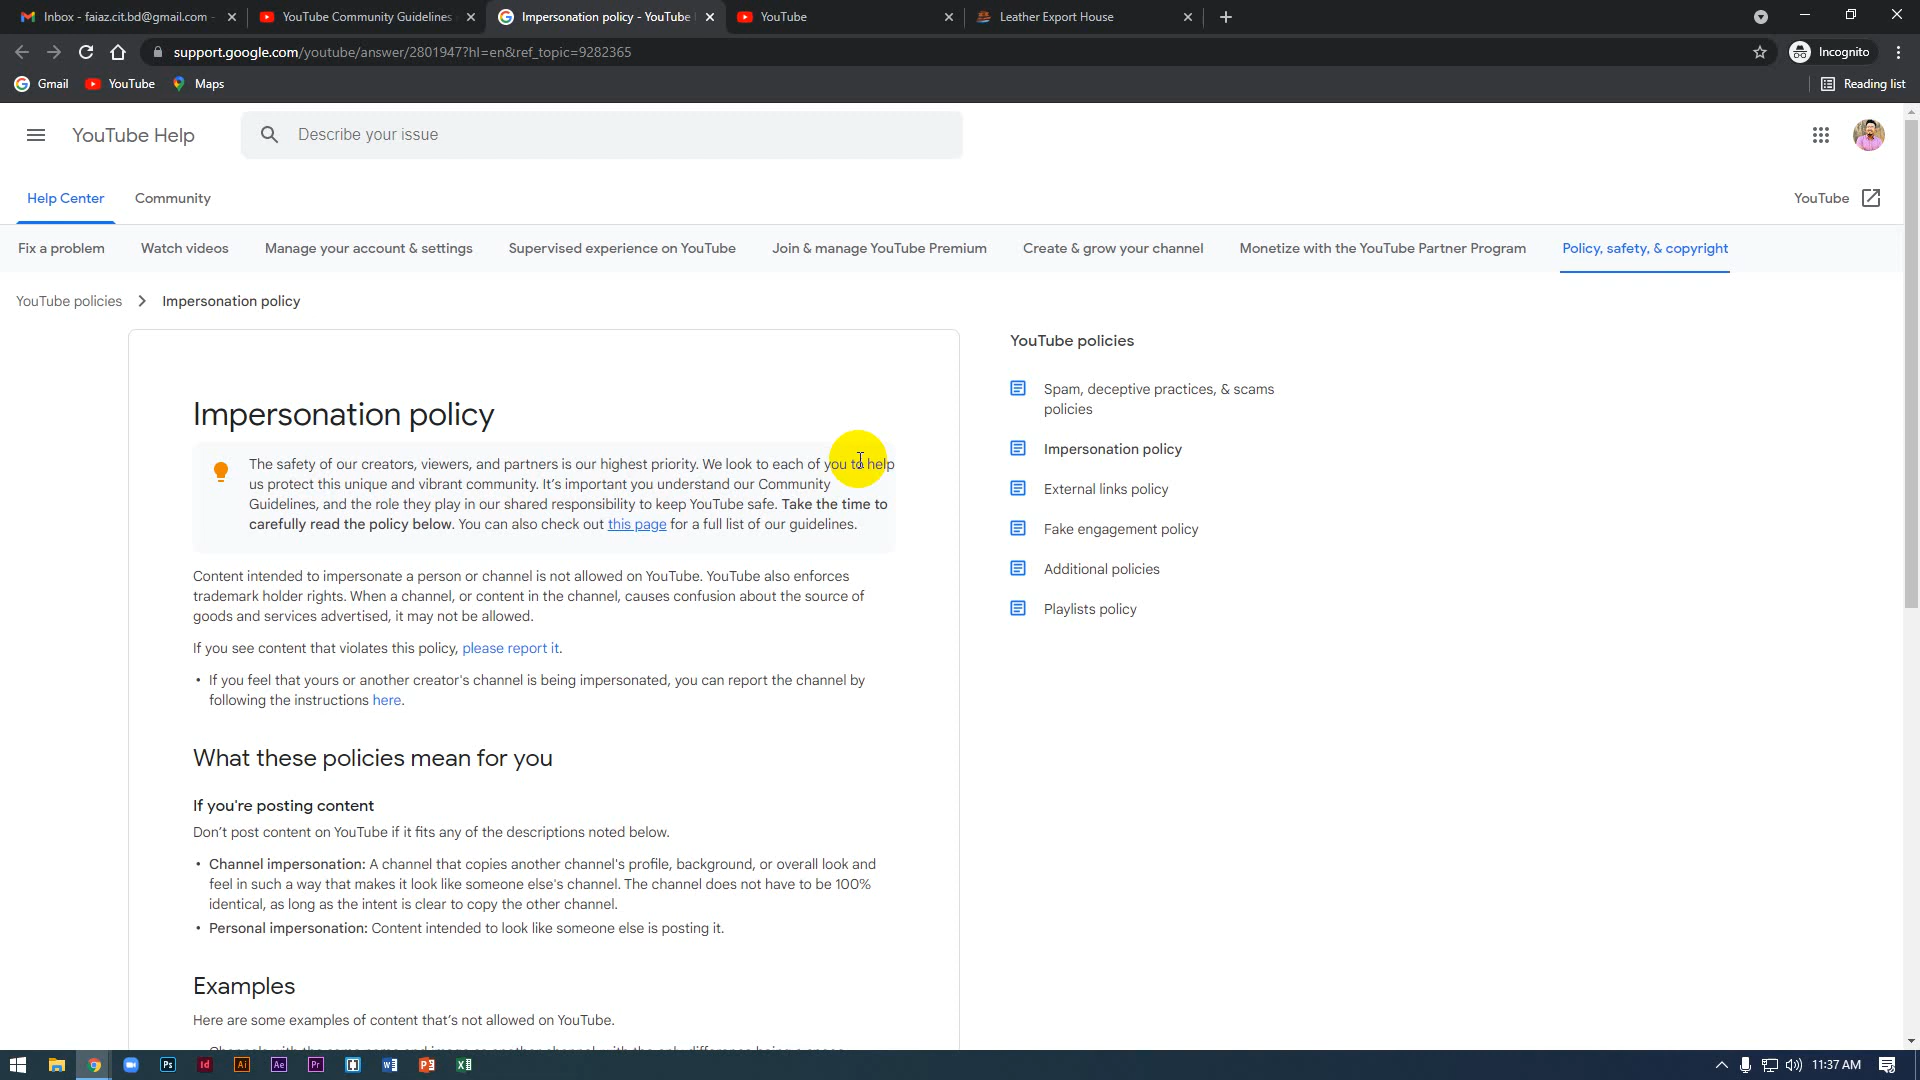 Inbox - faiaz.cit.bd@gmail.com -
YouTube Community Guidelines
Impersonation policy - YouTube
YouTube
Leather Export House
support.google.com/youtube/answer/2801947?hl=en&ref_topic=9282365
Incognito
Gmail
YouTube
Maps
Reading list
YouTube Help
Describe your issue
Help Center
Community
YouTube
Fix a problem
Watch videos
Manage your account & settings
Supervised experience on YouTube
Join & manage YouTube Premium
Create & grow your channel
Monetize with the YouTube Partner Program
Policy, safety, & copyright
YouTube policies > Impersonation policy
Impersonation policy
The safety of our creators, viewers, and partners is our highest priority. We look to each of you to help
us protect this unique and vibrant community. It's important you understand our Community
Guidelines, and the role they play in our shared responsibility to keep YouTube safe. Take the time to
carefully read the policy below. You can also check out this page for a full list of our guidelines.
Content intended to impersonate a person or channel is not allowed on YouTube. YouTube also enforces
trademark holder rights. When a channel, or content in the channel, causes confusion about the source of
goods and services advertised, it may not be allowed.
If you see content that violates this policy, please report it.
• If you feel that yours or another creator's channel is being impersonated, you can report the channel by
following the instructions here.
What these policies mean for you
If you're posting content
Don't post content on YouTube if it fits any of the descriptions noted below.
• Channel impersonation: A channel that copies another channel's profile, background, or overall look and
feel in such a way that makes it look like someone else's channel. The channel does not have to be 100%
identical, as long as the intent is clear to copy the other channel.
• Personal impersonation: Content intended to look like someone else is posting it.
Examples
Here are some examples of content that's not allowed on YouTube.
YouTube policies
Spam, deceptive practices, & scams
policies
Impersonation policy
External links policy
Fake engagement policy
Additional policies
Playlists policy
Ps
Id
Ai
Ae
Pr
11:37 AM